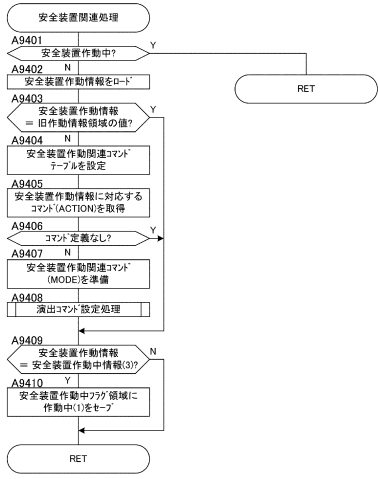 安全装置関連処理
A9401
安全装置作動中?
Y
N
RET
A9402
安全装置作動情報をﾛｰﾄﾞ
A9403
安全装置作動情報
= 旧作動情報領域の値?
Y
N
A9404
安全装置作動関連ｺﾏﾝﾄﾞ
ﾃｰﾌﾞﾙを設定
A9405
安全装置作動情報に対応する
ｺﾏﾝﾄﾞ(ACTION)を取得
A9406
ｺﾏﾝﾄﾞ定義なし?
Y
N
A9407
安全装置作動関連ｺﾏﾝﾄﾞ
(MODE)を準備
A9408
演出ｺﾏﾝﾄﾞ設定処理
A9409
安全装置作動情報
= 安全装置作動中情報(3)?
N
Y
A9410
安全装置作動中ﾌﾗｸﾞ領域に
作動中(1)をｾｰﾌﾞ
RET